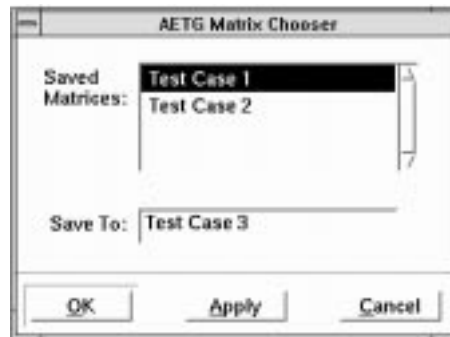 AETG Matrix Chooser
Saved Matrices:
Test Case 1
Test Case 2
Save To: Test Case 3
OK Apply Cancel